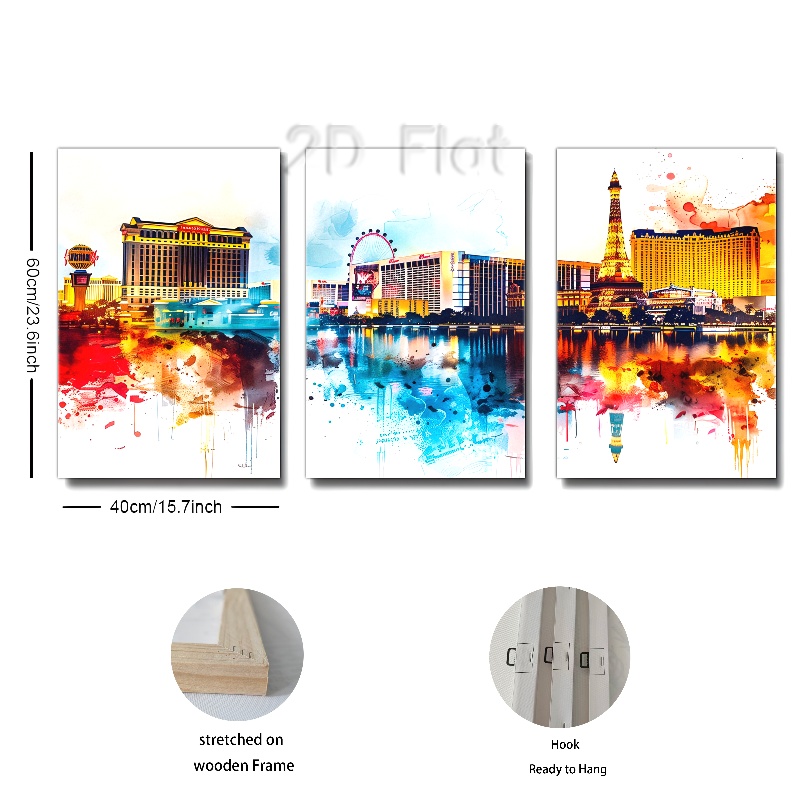 2D Flat
60cm/23.6inch
40cm/15.7inch
stretched on
wooden Frame
Hook
Ready to Hang